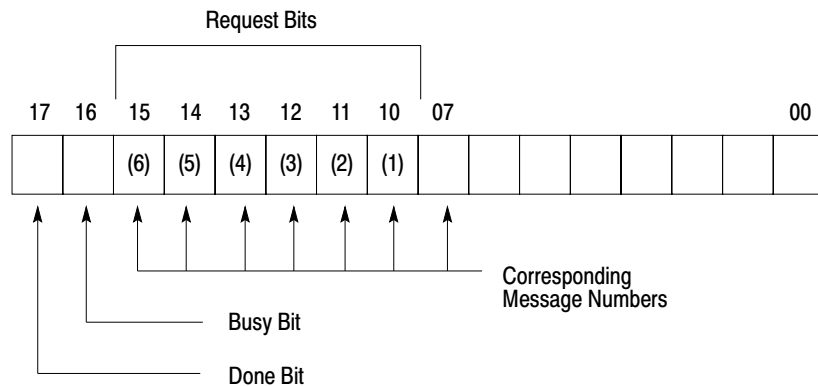 Request Bits
17 16 15 14 13 12 11 10 07 00
(6) (5) (4) (3) (2) (1)
Corresponding
Message Numbers
Busy Bit
Done Bit